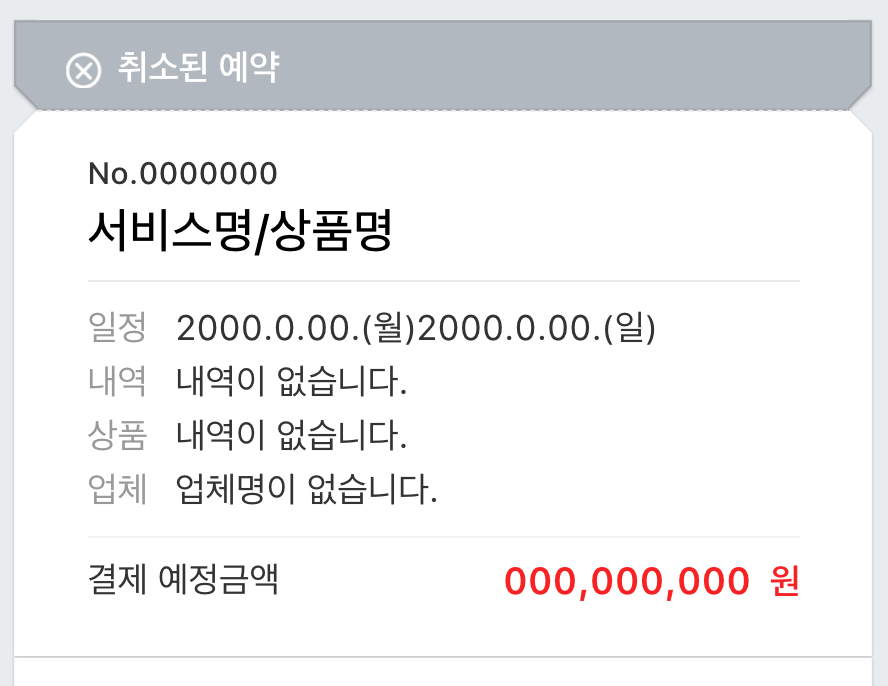 취소된 예약
No.0000000
서비스명/상품명
일정 2000.0.00.(월)2000.0.00.(일)
내역 내역이 없습니다.
상품 내역이 없습니다.
업체 업체명이 없습니다.
결제 예정금액 000,000,000 원